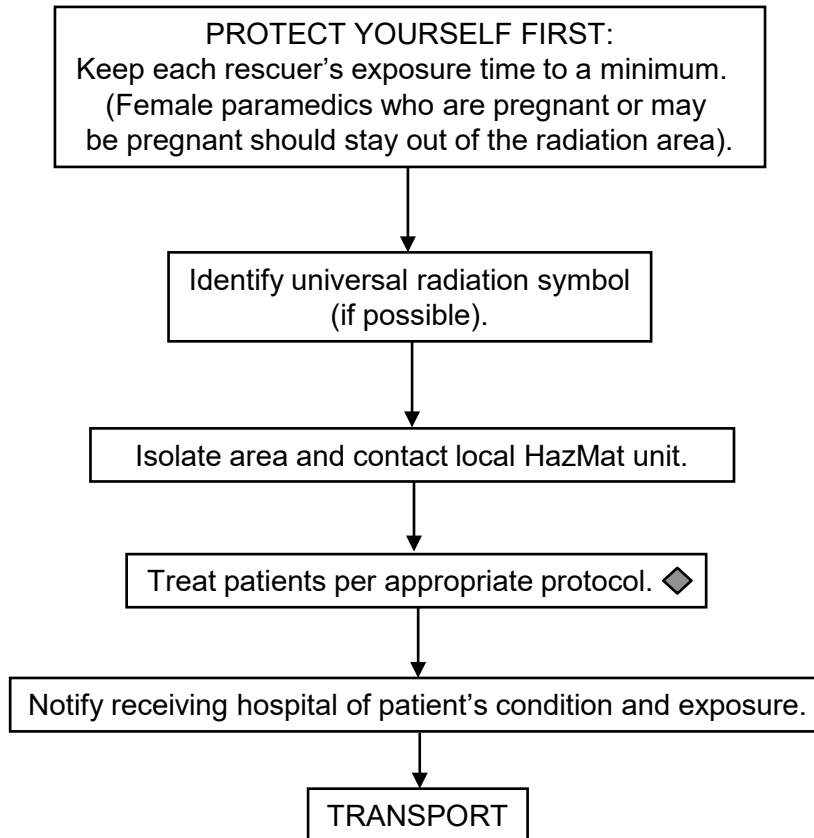 PROTECT YOURSELF FIRST:
Keep each rescuer’s exposure time to a minimum.
(Female paramedics who are pregnant or may
be pregnant should stay out of the radiation area).
Identify universal radiation symbol
(if possible).
Isolate area and contact local HazMat unit.
Treat patients per appropriate protocol.
Notify receiving hospital of patient’s condition and exposure.
TRANSPORT